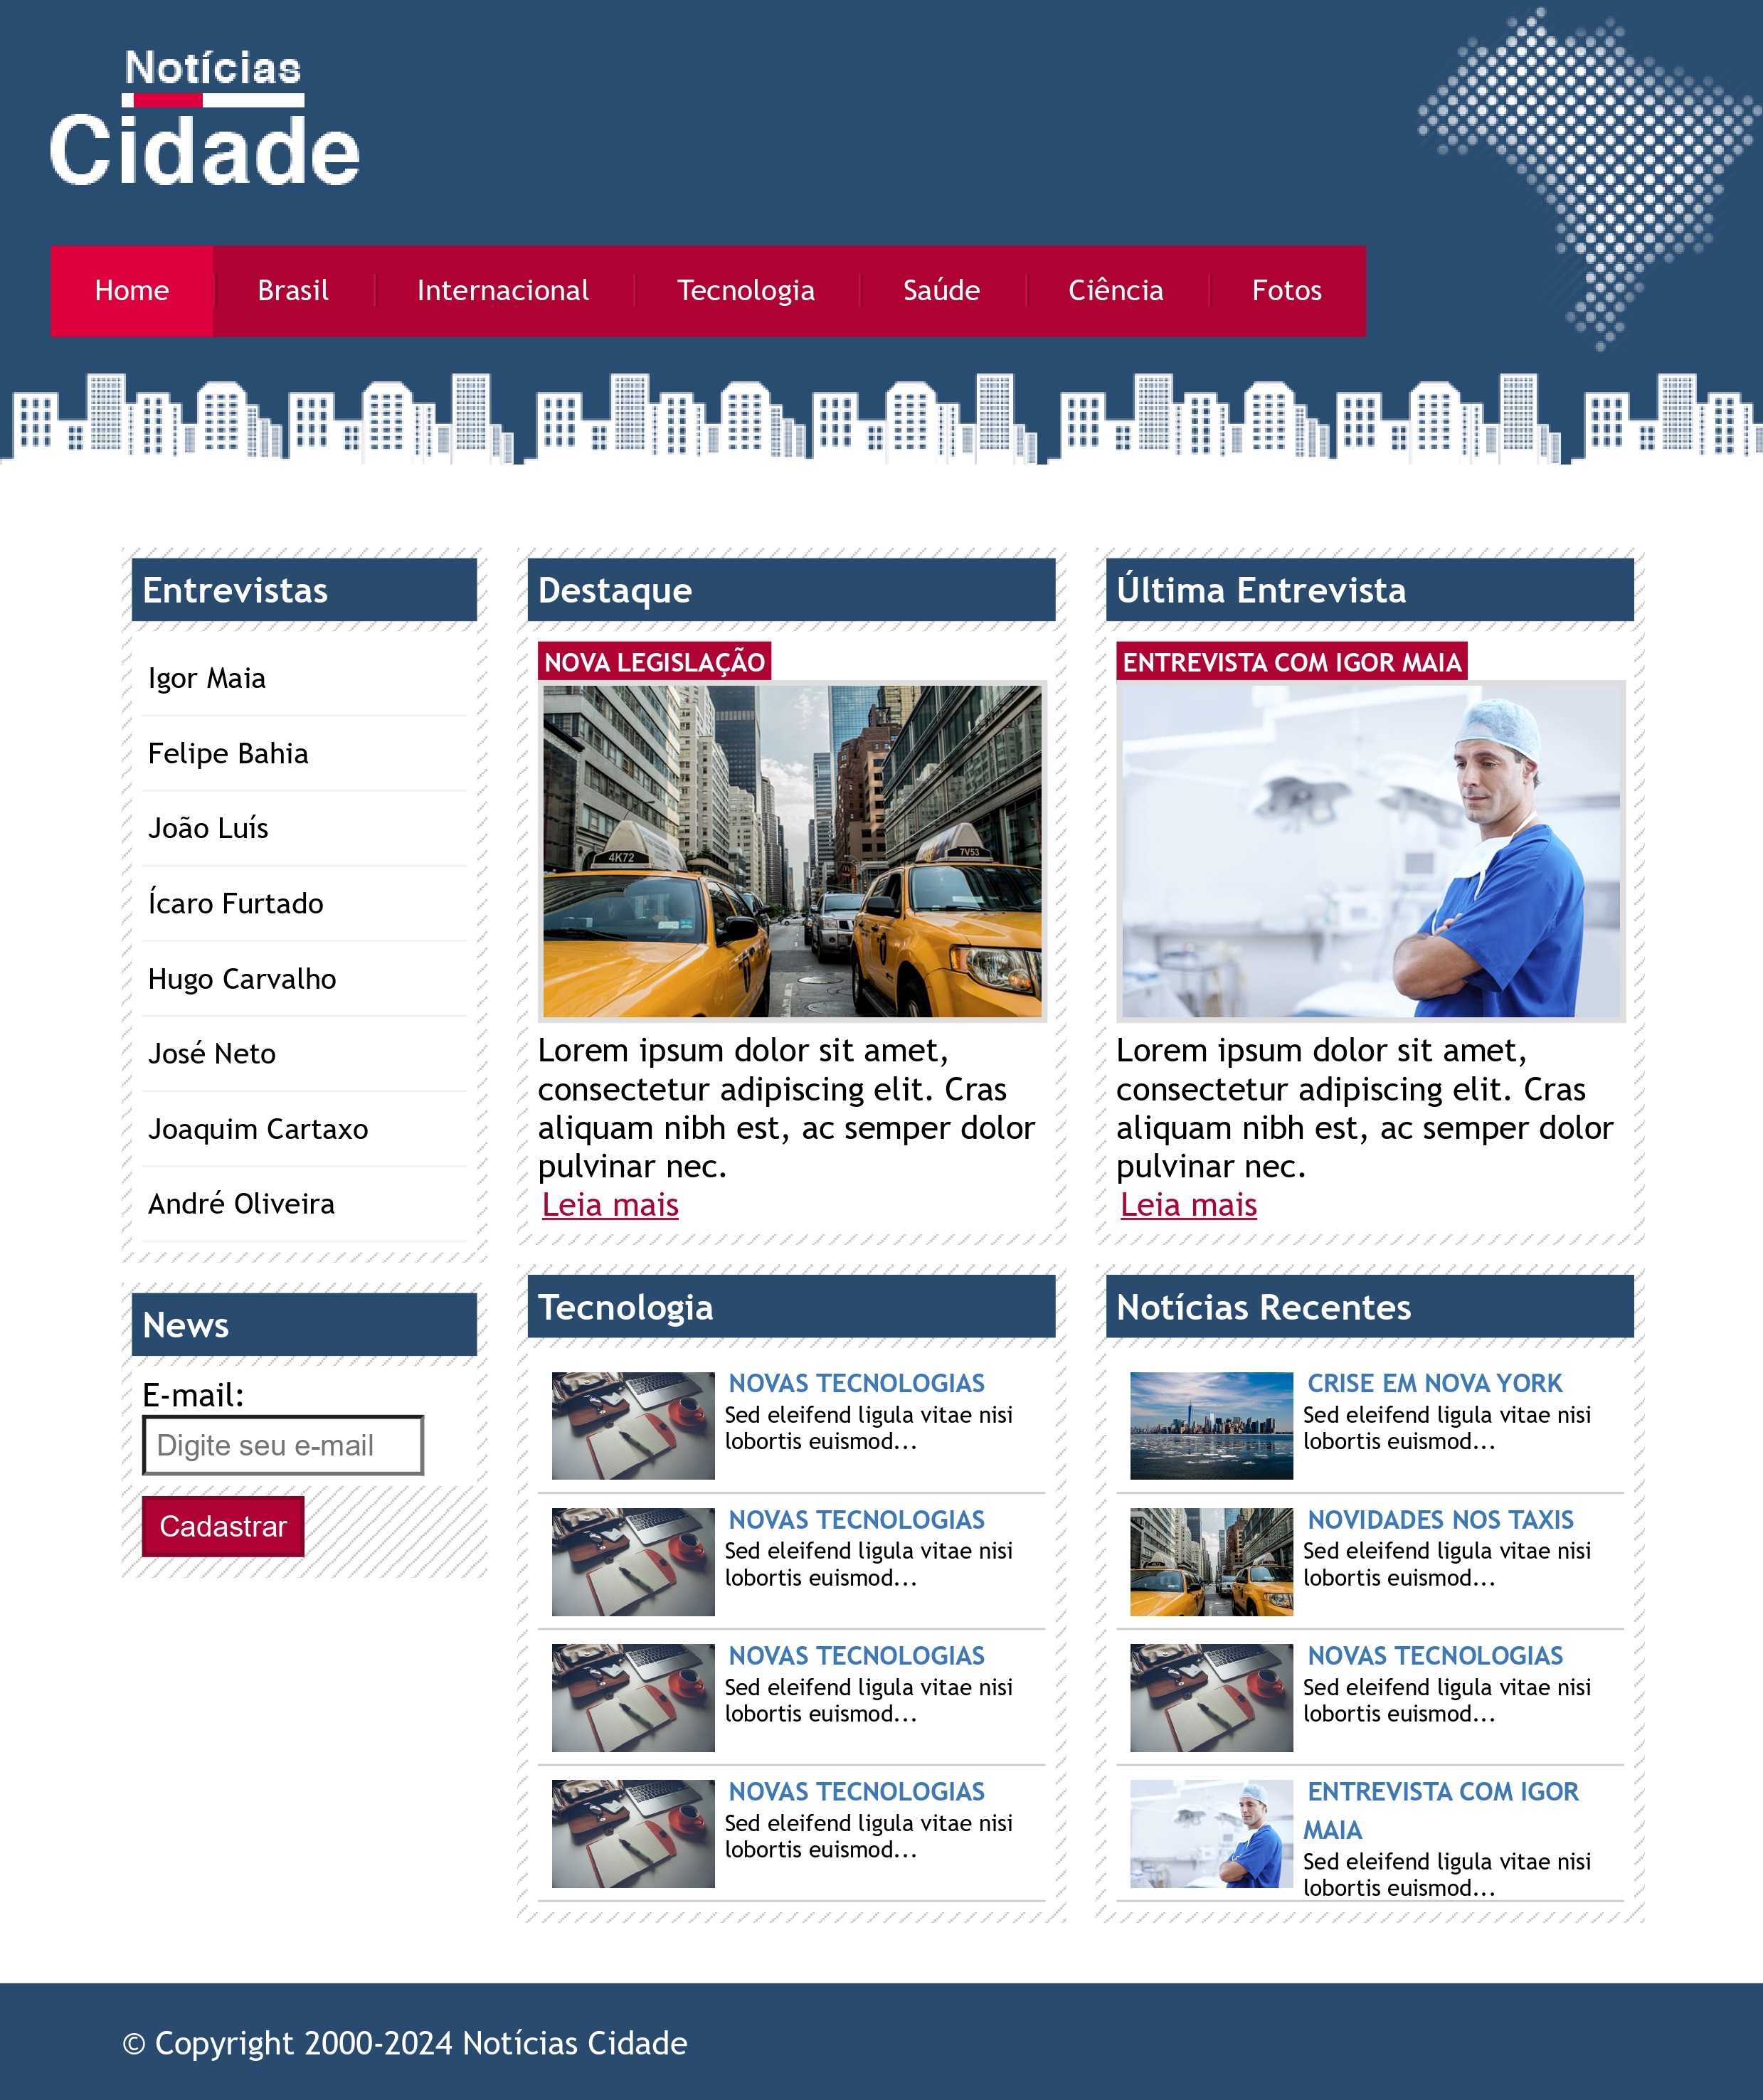 Notícias
Cidade
Home
Brasil
Internacional
Tecnologia
Saúde
Ciência
Fotos
Entrevistas
Igor Maia
Felipe Bahia
João Luís
Ícaro Furtado
Hugo Carvalho
José Neto
Joaquim Cartaxo
André Oliveira
News
E-mail:
Digite seu e-mail
Cadastrar
Destaque
NOVA LEGISLAÇÃO
4K72
7V53
Lorem ipsum dolor sit amet,
consectetur adipiscing elit. Cras
aliquam nibh est, ac semper dolor
pulvinar nec.
Leia mais
Última Entrevista
ENTREVISTA COM IGOR MAIA
Lorem ipsum dolor sit amet,
consectetur adipiscing elit. Cras
aliquam nibh est, ac semper dolor
pulvinar nec.
Leia mais
Tecnologia
NOVAS TECNOLOGIAS
Sed eleifend ligula vitae nisi
lobortis euismod...
NOVAS TECNOLOGIAS
Sed eleifend ligula vitae nisi
lobortis euismod...
NOVAS TECNOLOGIAS
Sed eleifend ligula vitae nisi
lobortis euismod...
NOVAS TECNOLOGIAS
Sed eleifend ligula vitae nisi
lobortis euismod...
Notícias Recentes
CRISE EM NOVA YORK
Sed eleifend ligula vitae nisi
lobortis euismod...
NOVIDADES NOS TAXIS
Sed eleifend ligula vitae nisi
lobortis euismod...
NOVAS TECNOLOGIAS
Sed eleifend ligula vitae nisi
lobortis euismod...
ENTREVISTA COM IGOR
MAIA
Sed eleifend ligula vitae nisi
lobortis euismod...
© Copyright 2000-2024 Notícias Cidade